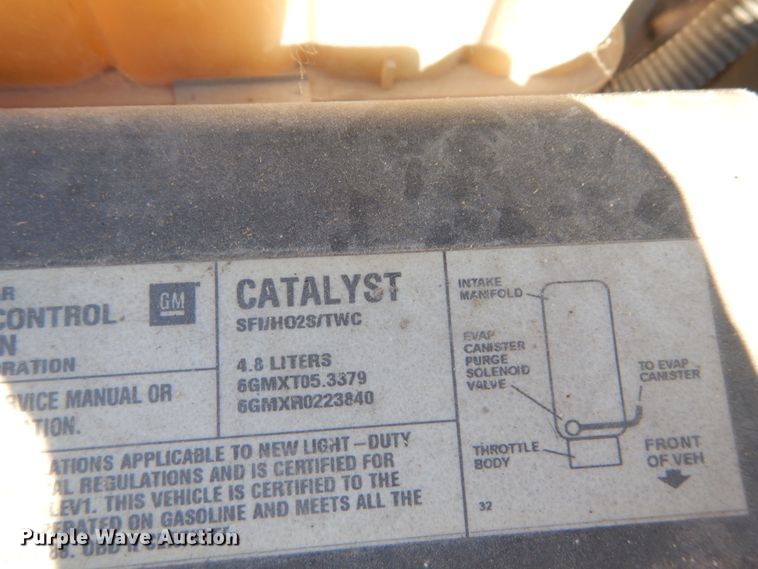 AR
CONTROL
N
ORATION
GM
RVICE MANUAL OR
ATION.
CATALYST
SFI/HO2S/TWC
4.8 LITERS
6GMXT05.3379
6GMXR0223840
ATIONS APPLICABLE TO NEW LIGHT-DUTY
AL REGULATIONS AND IS CERTIFIED FOR
LEV1. THIS VEHICLE IS CERTIFIED TO THE
ERATED ON GASOLINE AND MEETS ALL THE
INTAKE
MANIFOLD
EVAP
CANISTER
PURGE
SOLENOID
VALVE
TO EVAP
CANISTER
THROTTLE
BODY
FRONT
OF VEH
32
Purple Wave Auction